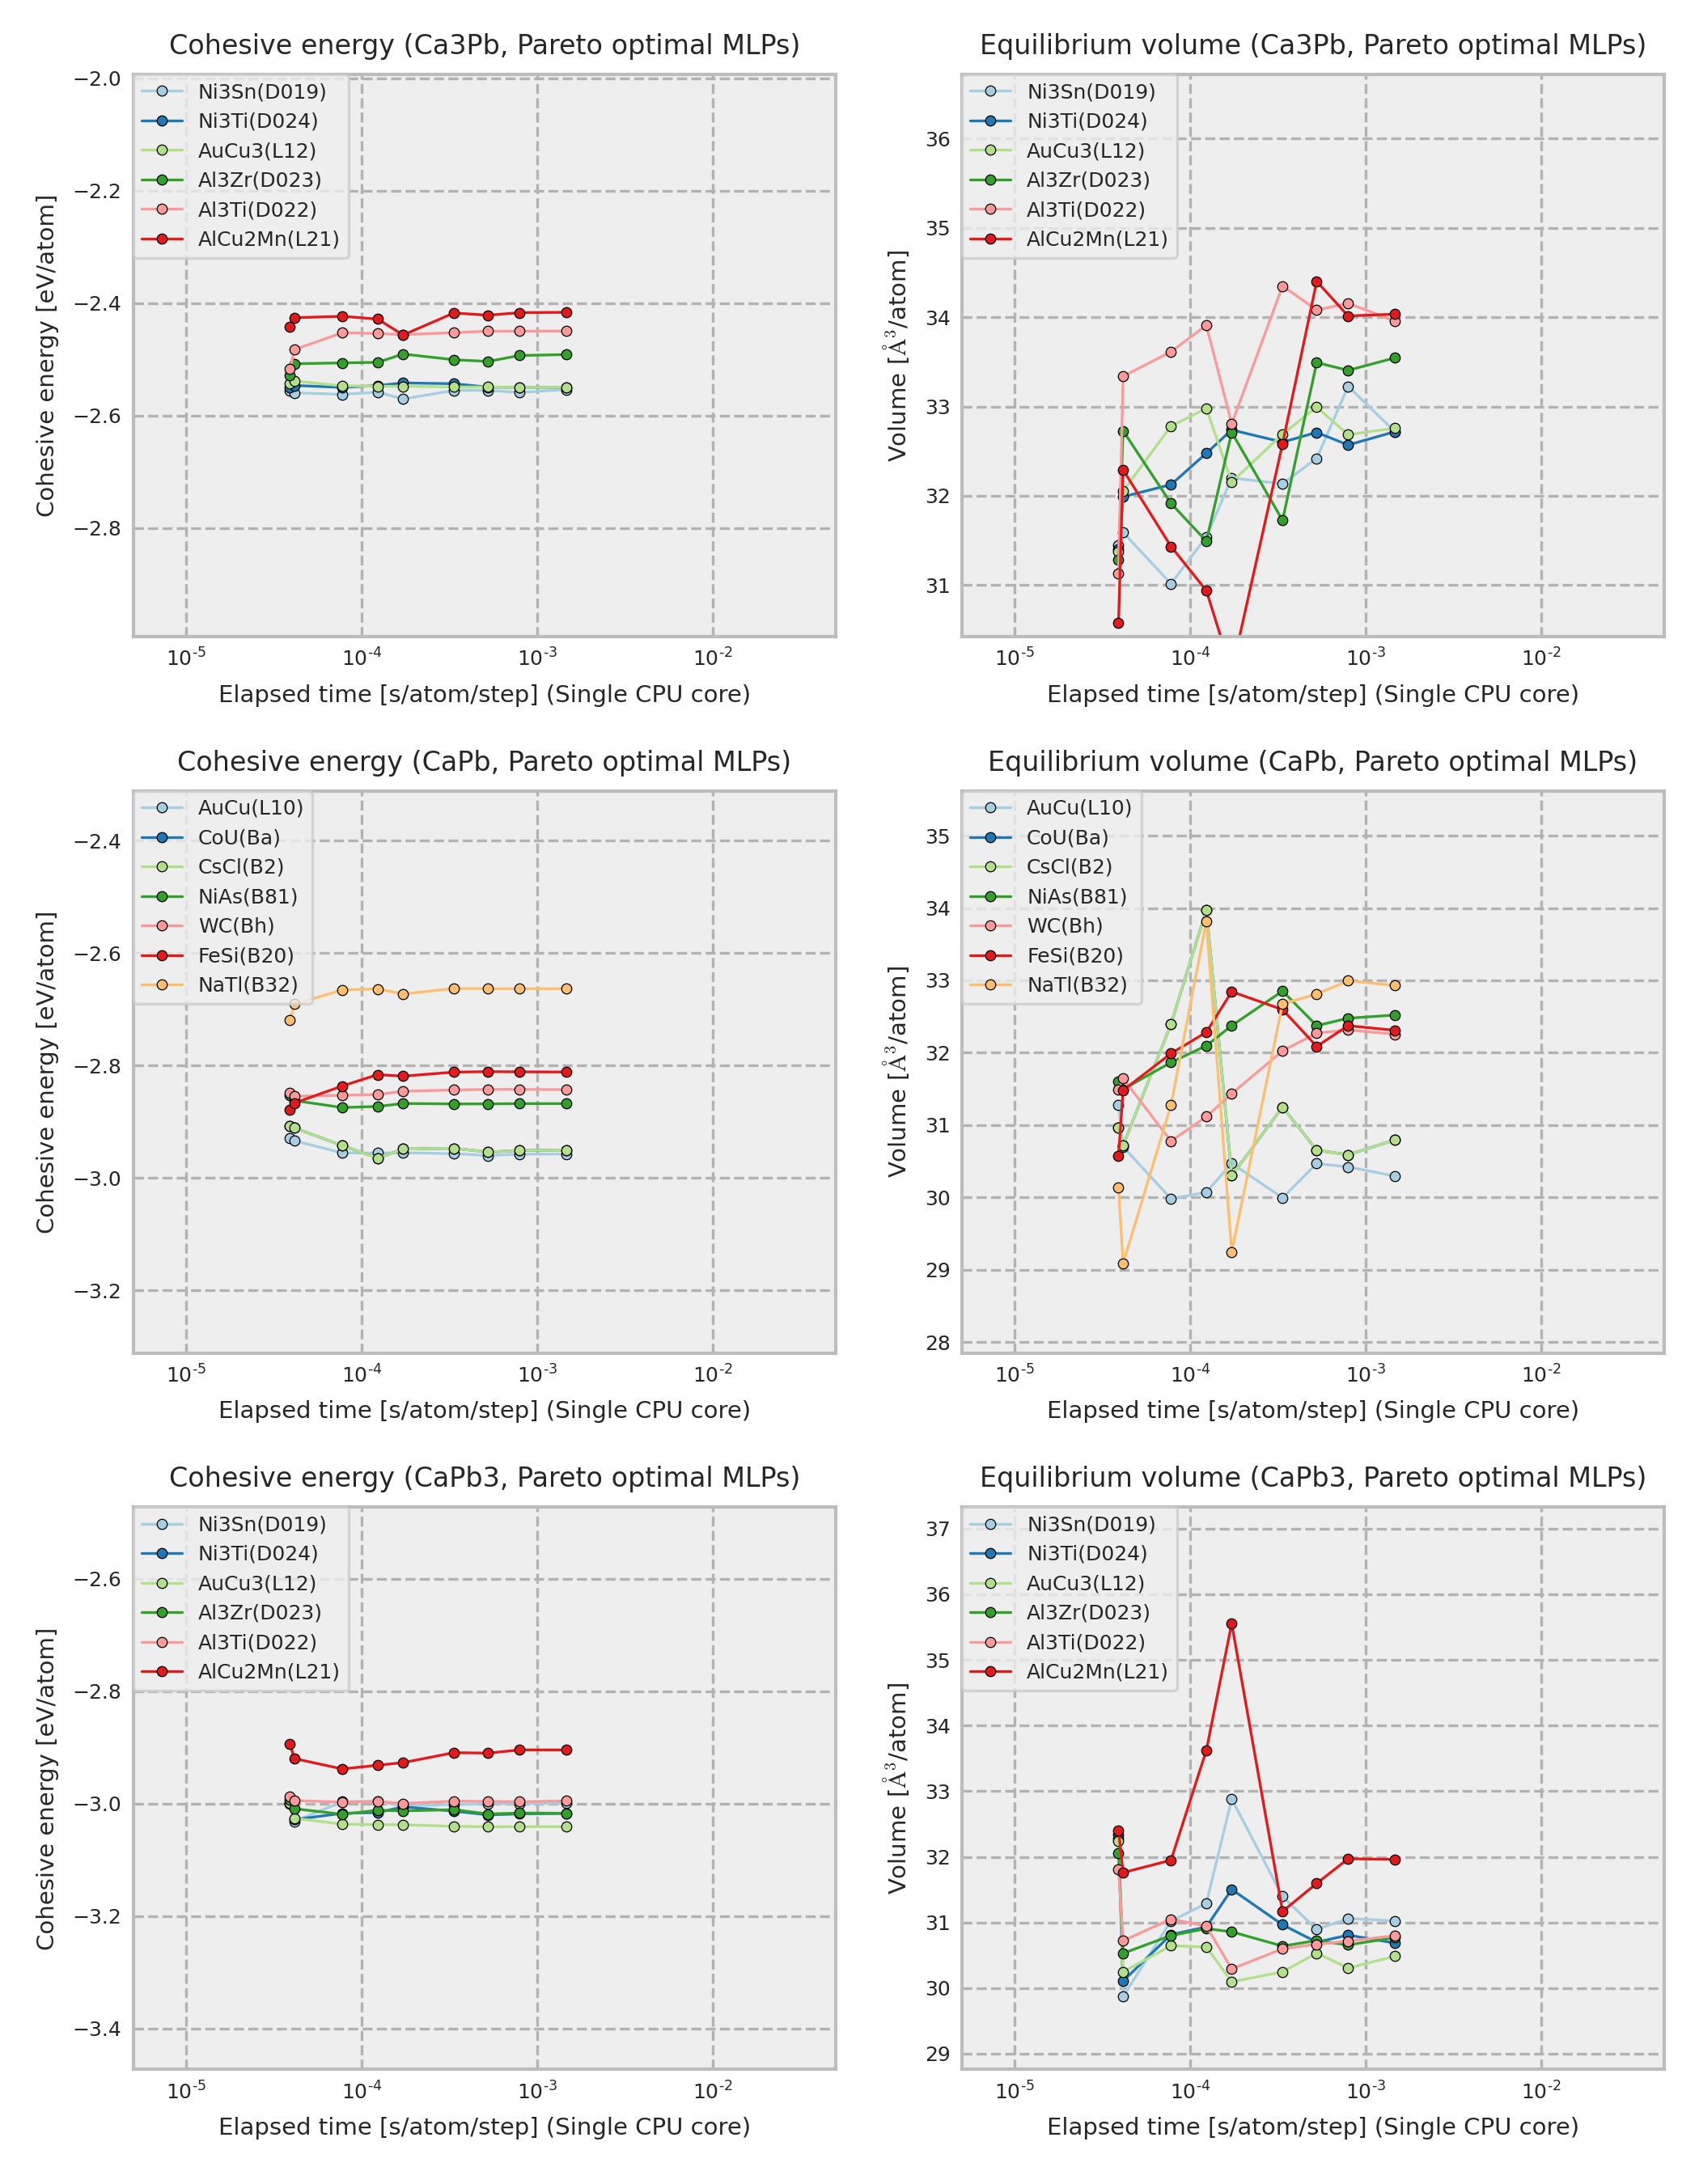 Cohesive energy (Ca3Pb, Pareto optimal MLPs)
Cohesive energy [eV/atom]
−2.0
−2.2
−2.4
−2.6
−2.8
Ni3Sn(D019)
Ni3Ti(D024)
AuCu3(L12)
Al3Zr(D023)
Al3Ti(D022)
AlCu2Mn(L21)
10-5 10-4 10-3 10-2
Elapsed time [s/atom/step] (Single CPU core)
Equilibrium volume (Ca3Pb, Pareto optimal MLPs)
Volume [Å3/atom]
36
35
34
33
32
31
Ni3Sn(D019)
Ni3Ti(D024)
AuCu3(L12)
Al3Zr(D023)
Al3Ti(D022)
AlCu2Mn(L21)
10-5 10-4 10-3 10-2
Elapsed time [s/atom/step] (Single CPU core)
Cohesive energy (CaPb, Pareto optimal MLPs)
Cohesive energy [eV/atom]
−2.4
−2.6
−2.8
−3.0
−3.2
AuCu(L10)
CoU(Ba)
CsCl(B2)
NiAs(B81)
WC(Bh)
FeSi(B20)
NaTl(B32)
10-5 10-4 10-3 10-2
Elapsed time [s/atom/step] (Single CPU core)
Equilibrium volume (CaPb, Pareto optimal MLPs)
Volume [Å3/atom]
35
34
33
32
31
30
29
28
AuCu(L10)
CoU(Ba)
CsCl(B2)
NiAs(B81)
WC(Bh)
FeSi(B20)
NaTl(B32)
10-5 10-4 10-3 10-2
Elapsed time [s/atom/step] (Single CPU core)
Cohesive energy (CaPb3, Pareto optimal MLPs)
Cohesive energy [eV/atom]
−2.6
−2.8
−3.0
−3.2
−3.4
Ni3Sn(D019)
Ni3Ti(D024)
AuCu3(L12)
Al3Zr(D023)
Al3Ti(D022)
AlCu2Mn(L21)
10-5 10-4 10-3 10-2
Elapsed time [s/atom/step] (Single CPU core)
Equilibrium volume (CaPb3, Pareto optimal MLPs)
Volume [Å3/atom]
37
36
35
34
33
32
31
30
29
Ni3Sn(D019)
Ni3Ti(D024)
AuCu3(L12)
Al3Zr(D023)
Al3Ti(D022)
AlCu2Mn(L21)
10-5 10-4 10-3 10-2
Elapsed time [s/atom/step] (Single CPU core)